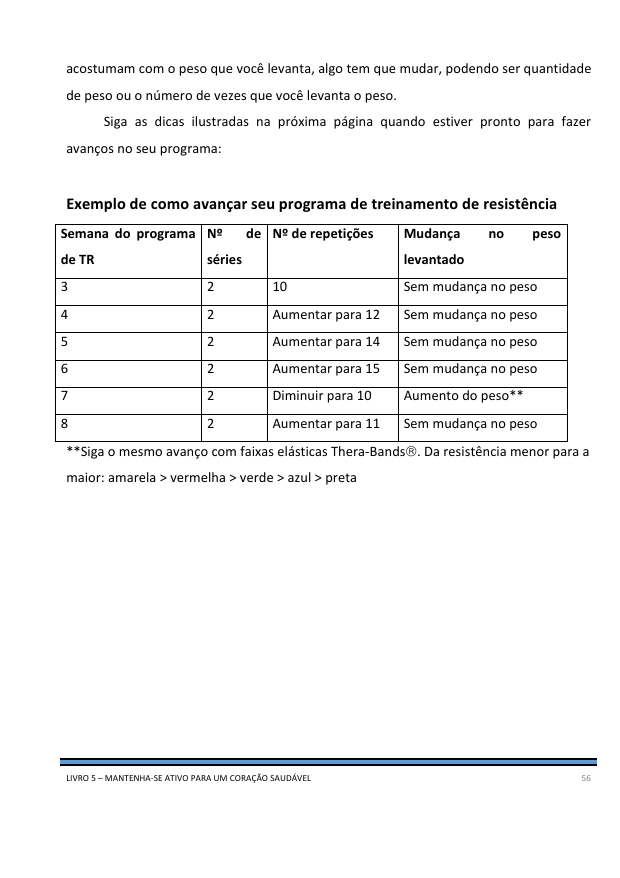 acostumam com o peso que você levanta, algo tem que mudar, podendo ser quantidade
de peso ou o número de vezes que você levanta o peso.
Siga as dicas ilustradas na próxima página quando estiver pronto para fazer
avanços no seu programa:
Exemplo de como avançar seu programa de treinamento de resistência
Semana do programa de TR | Nº de séries | Nº de repetições | Mudança no peso levantado
3 | 2 | 10 | Sem mudança no peso
4 | 2 | Aumentar para 12 | Sem mudança no peso
5 | 2 | Aumentar para 14 | Sem mudança no peso
6 | 2 | Aumentar para 15 | Sem mudança no peso
7 | 2 | Diminuir para 10 | Aumento do peso**
8 | 2 | Aumentar para 11 | Sem mudança no peso
**Siga o mesmo avanço com faixas elásticas Thera-Bands®. Da resistência menor para a
maior: amarela > vermelha > verde > azul > preta
LIVRO 5 – MANTENHA-SE ATIVO PARA UM CORAÇÃO SAUDÁVEL 56